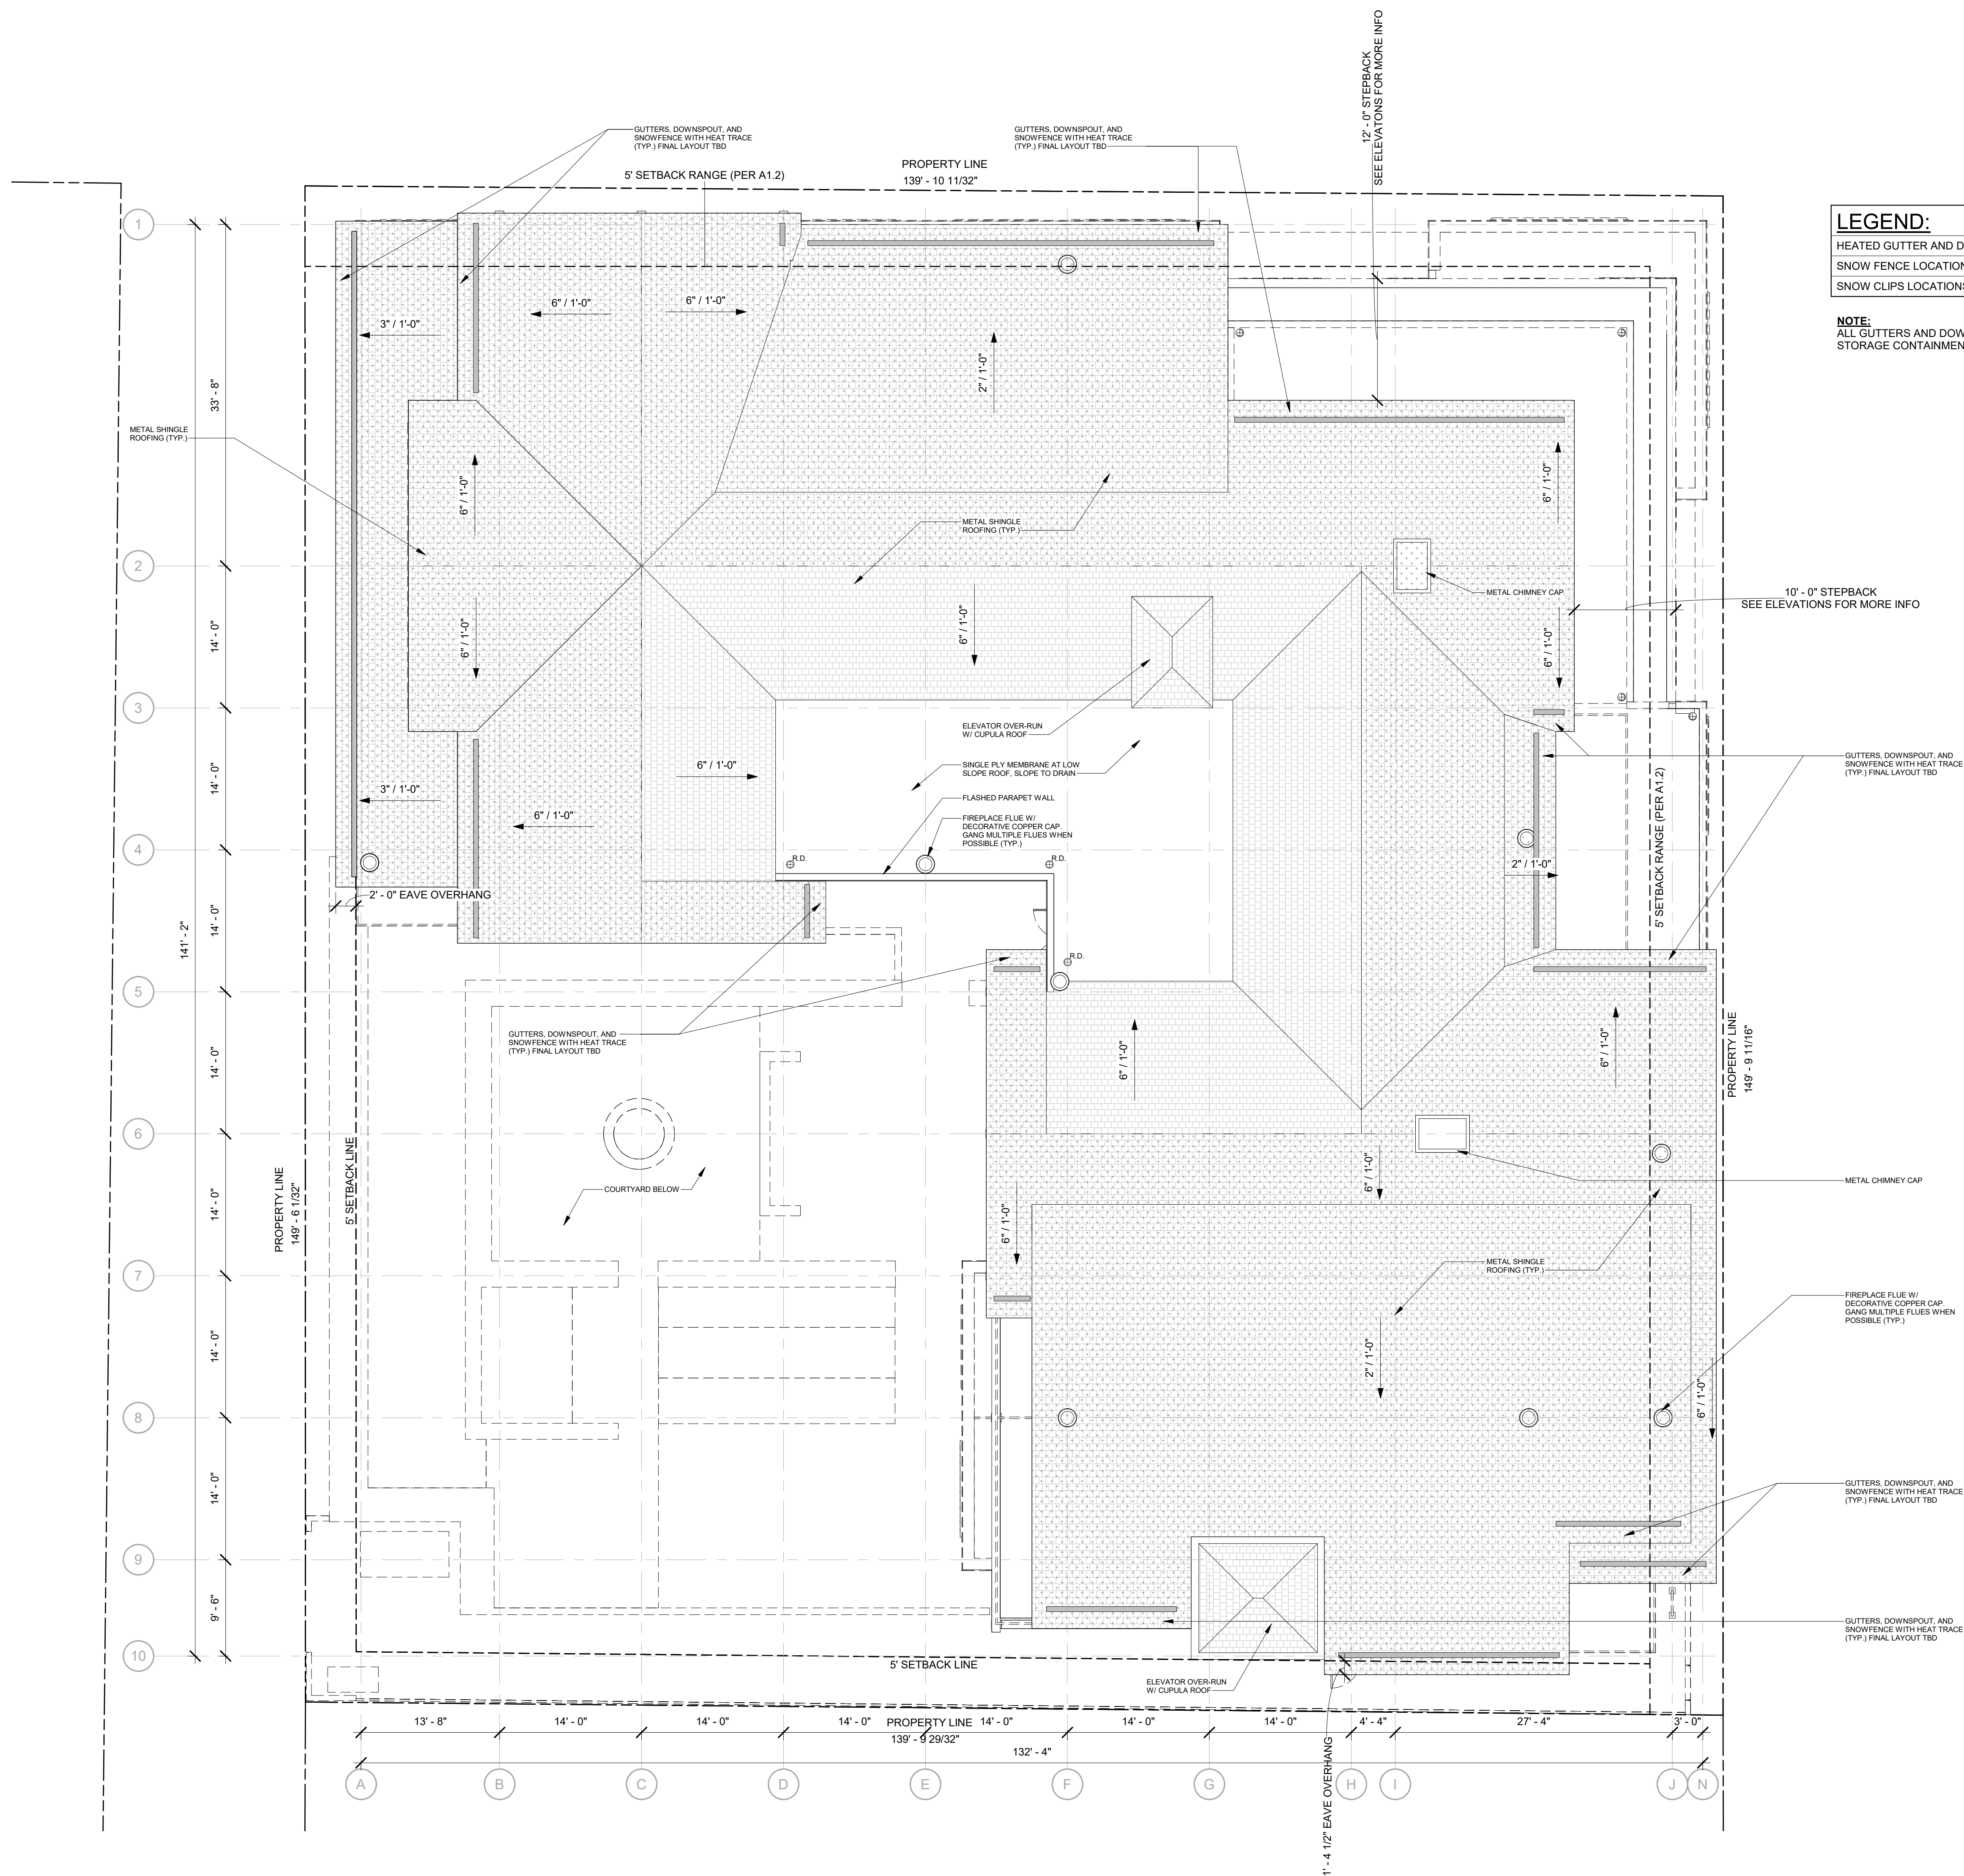 12' - 0" STEPBACK
SEE ELEVATONS FOR MORE INFO
GUTTERS, DOWNSPOUT, AND
SNOWFENCE WITH HEAT TRACE
(TYP.) FINAL LAYOUT TBD
GUTTERS, DOWNSPOUT, AND
SNOWFENCE WITH HEAT TRACE
(TYP.) FINAL LAYOUT TBD
PROPERTY LINE
139' - 10 11/32"
5' SETBACK RANGE (PER A1.2)
LEGEND:
HEATED GUTTER AND D
SNOW FENCE LOCATION
SNOW CLIPS LOCATIONS
NOTE:
ALL GUTTERS AND DOW
STORAGE CONTAINMEN
1
2
3
4
5
6
7
8
9
10
33' - 8"
14' - 0"
14' - 0"
14' - 0"
14' - 0"
14' - 0"
14' - 0"
14' - 0"
9' - 6"
141' - 2"
3" / 1'-0"
6" / 1'-0"
6" / 1'-0"
2" / 1'-0"
METAL SHINGLE
ROOFING (TYP.)
6" / 1'-0"
6" / 1'-0"
METAL SHINGLE
ROOFING (TYP.)
METAL CHIMNEY CAP
10' - 0" STEPBACK
SEE ELEVATIONS FOR MORE INFO
6" / 1'-0"
6" / 1'-0"
6" / 1'-0"
ELEVATOR OVER-RUN
W/ CUPULA ROOF
SINGLE PLY MEMBRANE AT LOW
SLOPE ROOF, SLOPE TO DRAIN
FLASHED PARAPET WALL
FIREPLACE FLUE W/
DECORATIVE COPPER CAP.
GANG MULTIPLE FLUES WHEN
POSSIBLE (TYP.)
6" / 1'-0"
3" / 1'-0"
6" / 1'-0"
R.D.
R.D.
R.D.
2" / 1'-0"
GUTTERS, DOWNSPOUT, AND
SNOWFENCE WITH HEAT TRACE
(TYP.) FINAL LAYOUT TBD
5' SETBACK RANGE (PER A1.2)
2' - 0" EAVE OVERHANG
GUTTERS, DOWNSPOUT, AND
SNOWFENCE WITH HEAT TRACE
(TYP.) FINAL LAYOUT TBD
6" / 1'-0"
6" / 1'-0"
PROPERTY LINE
149' - 9 11/16"
PROPERTY LINE
149' - 6 1/32"
5' SETBACK LINE
COURTYARD BELOW
6" / 1'-0"
6" / 1'-0"
METAL CHIMNEY CAP
METAL SHINGLE
ROOFING (TYP.)
FIREPLACE FLUE W/
DECORATIVE COPPER CAP.
GANG MULTIPLE FLUES WHEN
POSSIBLE (TYP.)
2" / 1'-0"
6" / 1'-0"
GUTTERS, DOWNSPOUT, AND
SNOWFENCE WITH HEAT TRACE
(TYP.) FINAL LAYOUT TBD
GUTTERS, DOWNSPOUT, AND
SNOWFENCE WITH HEAT TRACE
(TYP.) FINAL LAYOUT TBD
5' SETBACK LINE
ELEVATOR OVER-RUN
W/ CUPULA ROOF
13' - 8"
14' - 0"
14' - 0"
14' - 0"
PROPERTY LINE
139' - 9 29/32"
14' - 0"
14' - 0"
14' - 0"
4' - 4"
27' - 4"
3' - 0"
132' - 4"
1' - 4 1/2" EAVE OVERHANG
A
B
C
D
E
F
G
H
I
J
N